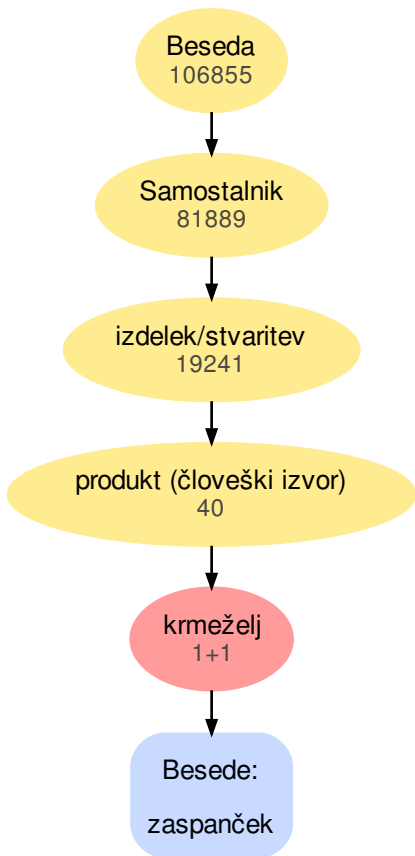 Beseda
106855
Samostalnik
81889
izdelek/stvaritev
19241
produkt (človeški izvor)
40
krmeželj
1+1
Besede:
zaspanček